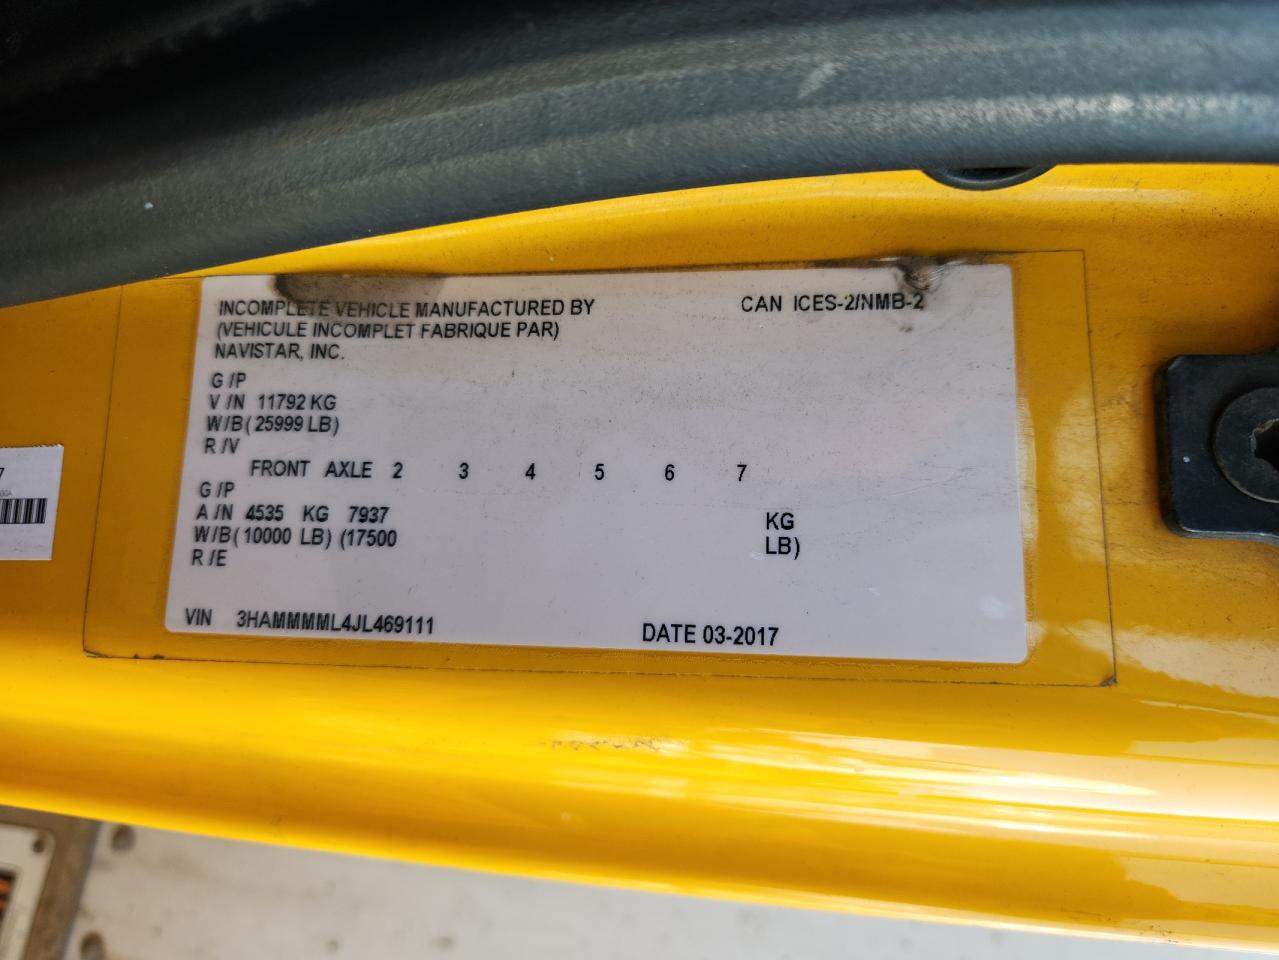 INCOMPLETE VEHICLE MANUFACTURED BY CAN ICES-2/NMB-2
(VEHICULE INCOMPLET FABRIQUE PAR)
NAVISTAR, INC.
G /P
V /N 11792 KG
W/B( 25999 LB)
R /V
FRONT AXLE 2 3 4 5 6 7
G /P
A /N 4535 KG 7937 KG
W/B( 10000 LB) (17500 LB)
R /E
VIN 3HAMMMML4JL469111 DATE 03-2017
7